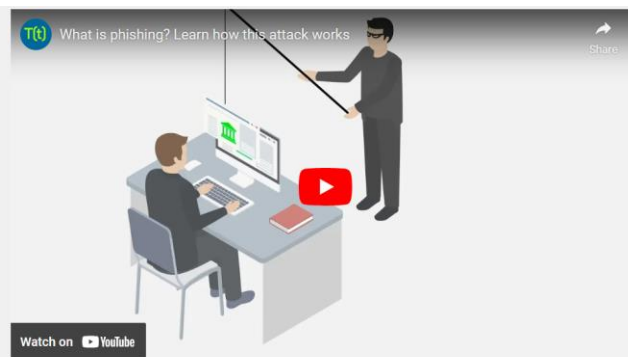 T(t) What is phishing? Learn how this attack works
Share
Watch on YouTube